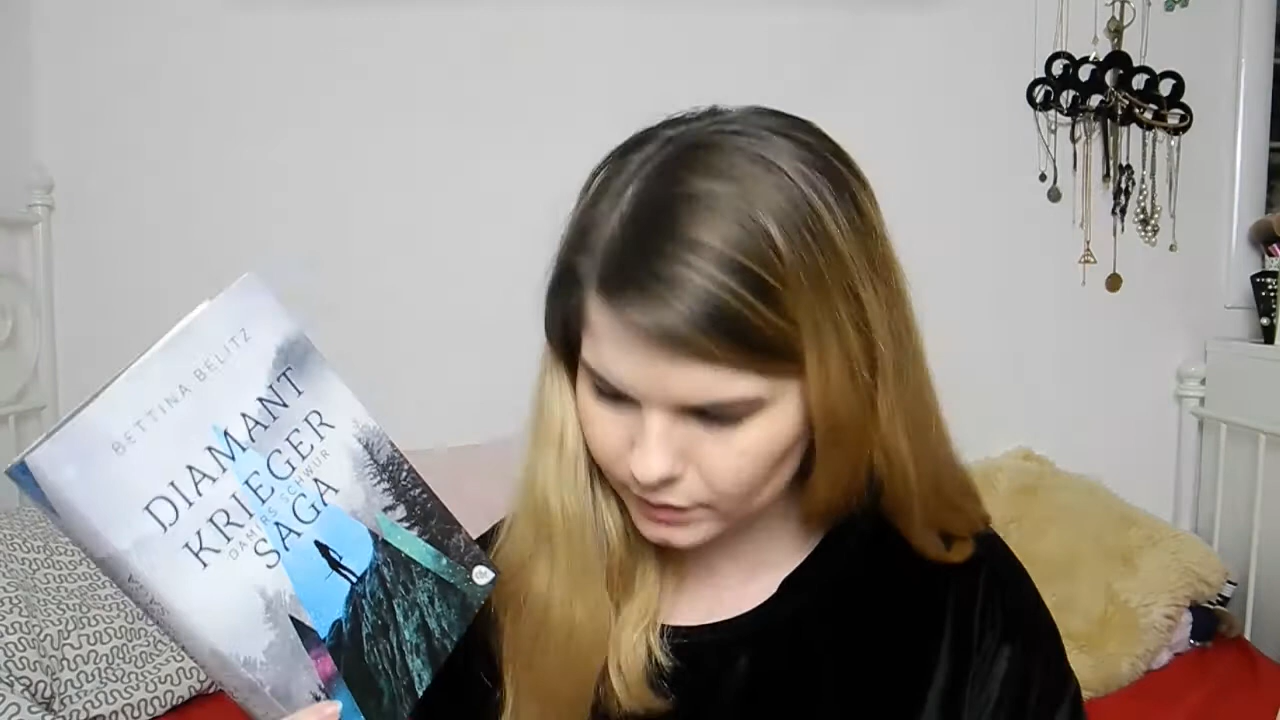 BETTINA BELITZ
DIAMANT
KRIEGER
DAMIRS SCHWUR
SAGA